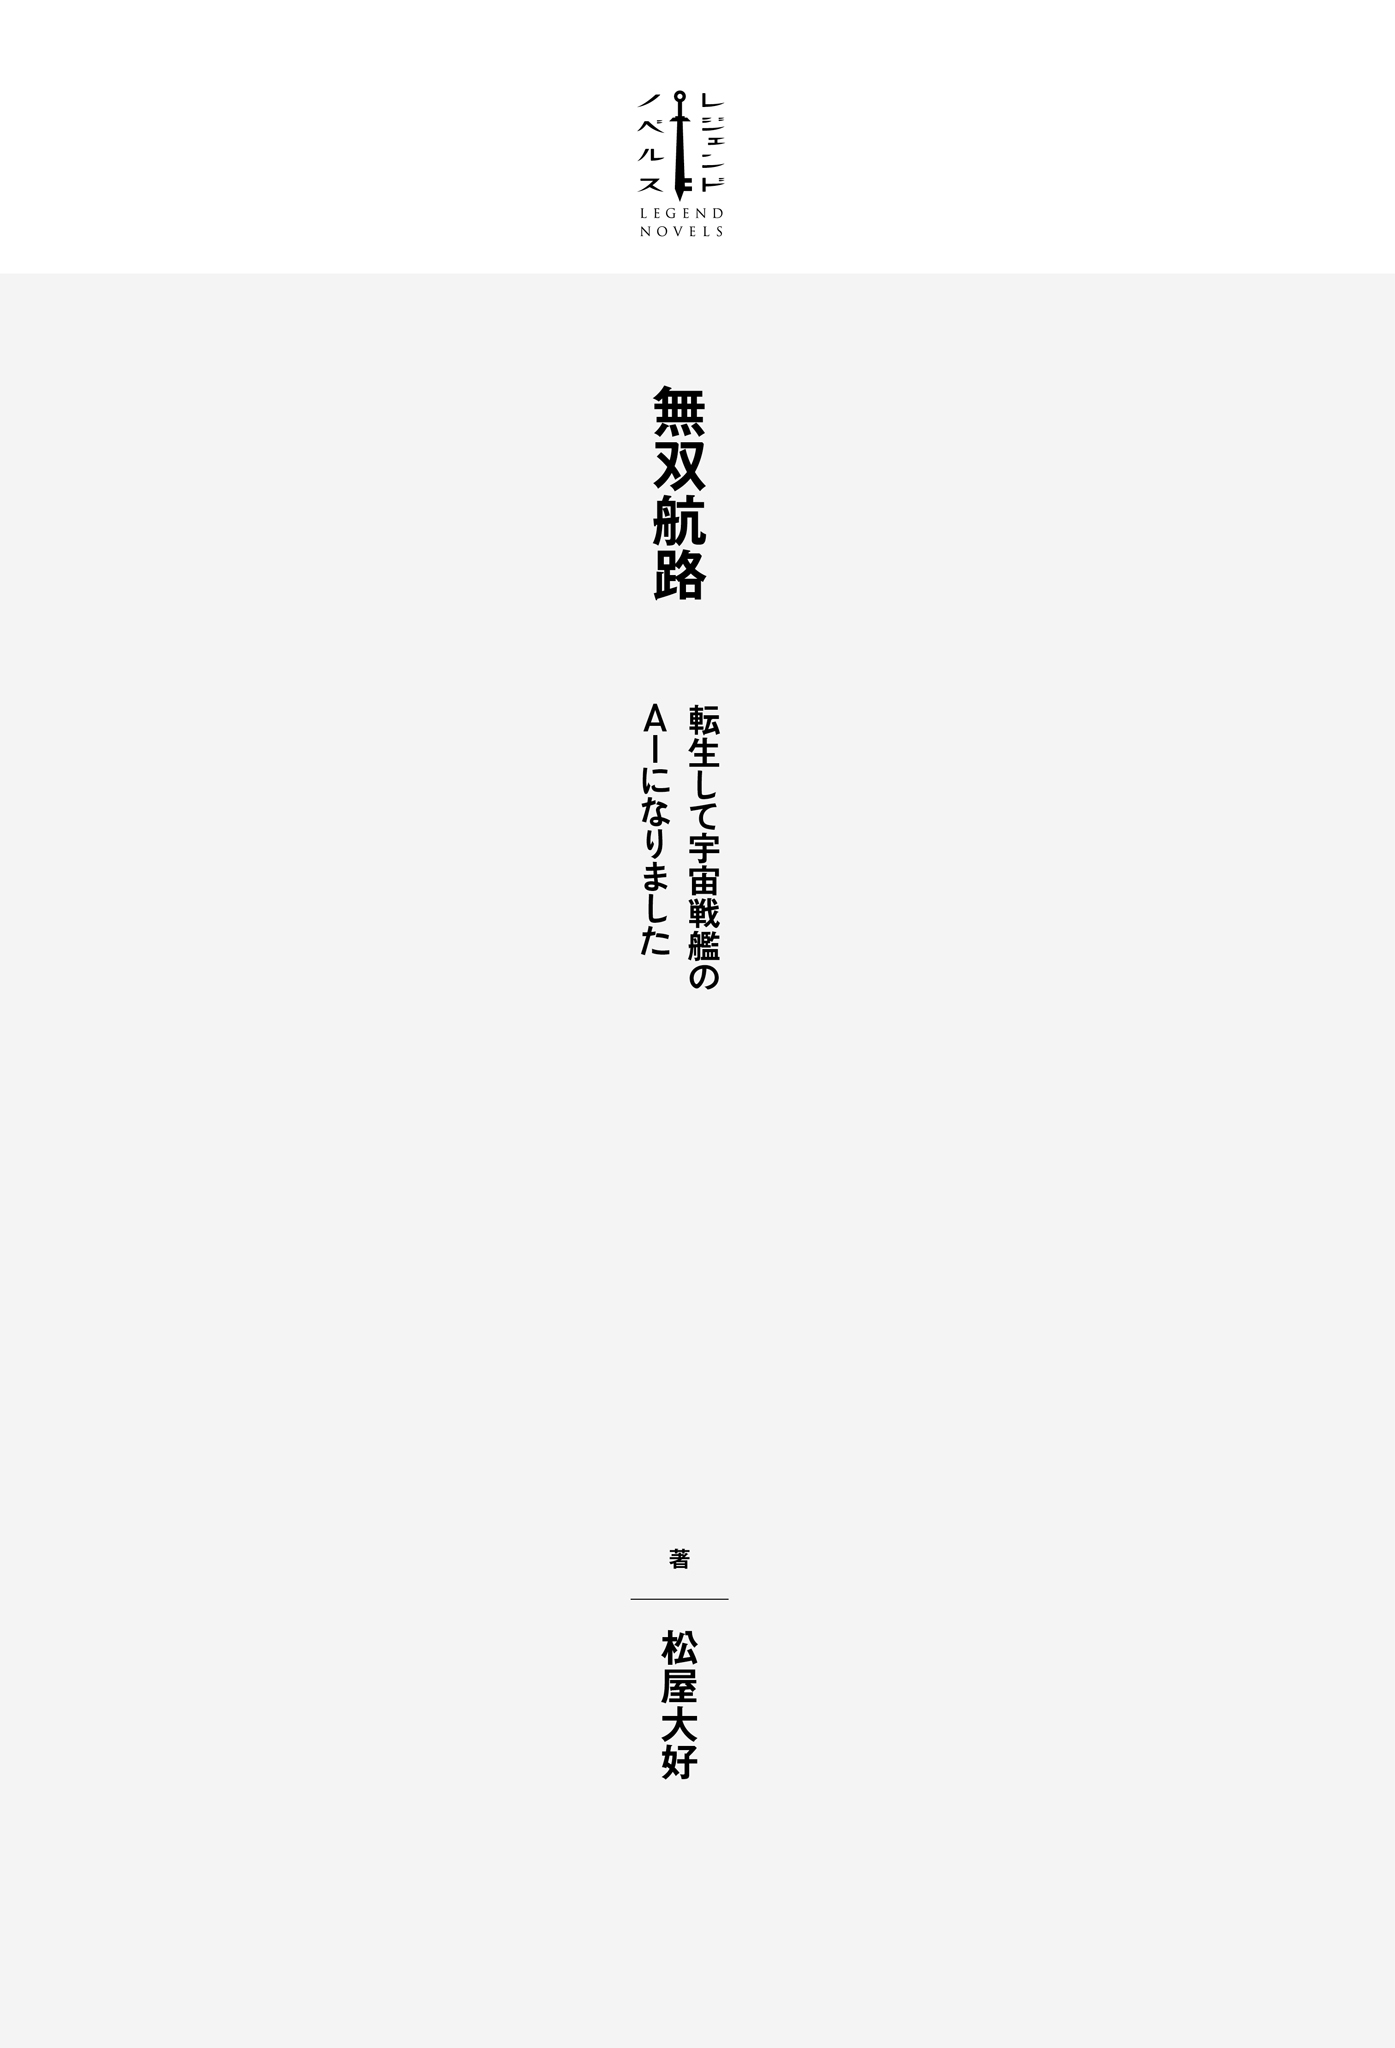 レジェンド
ノベルス
LEGEND
NOVELS
無双航路
転生して宇宙戦艦の
AIになりました
著
松屋大好